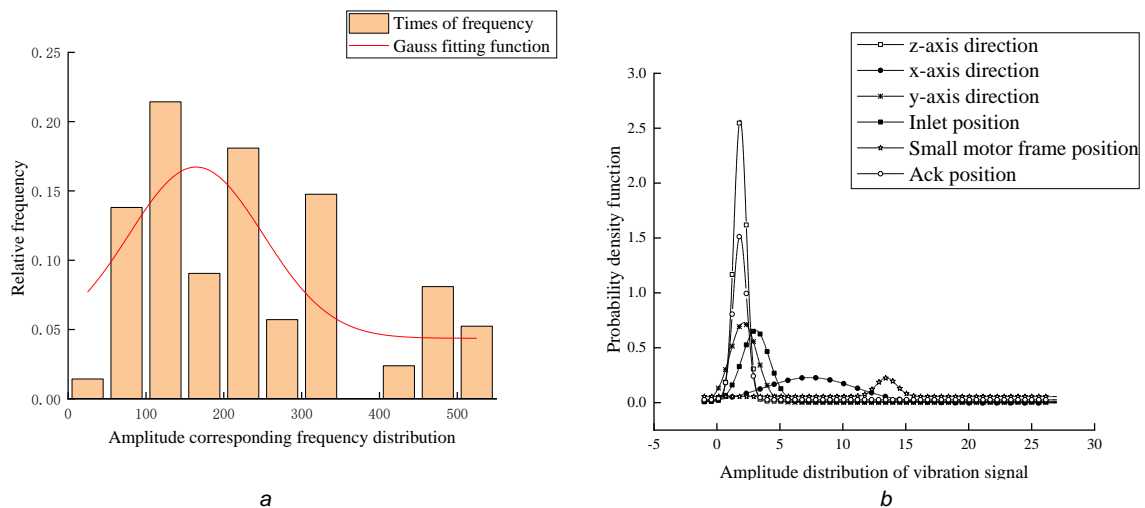 Times of frequency
Gauss fitting function
0.25
0.20
0.15
0.10
0.05
0.00
Relative frequency
0 100 200 300 400 500
Amplitude corresponding frequency distribution
a
z-axis direction
x-axis direction
y-axis direction
Inlet position
Small motor frame position
Ack position
3.0
2.5
2.0
1.5
1.0
0.5
0.0
Probability density function
-5 0 5 10 15 20 25 30
Amplitude distribution of vibration signal
b